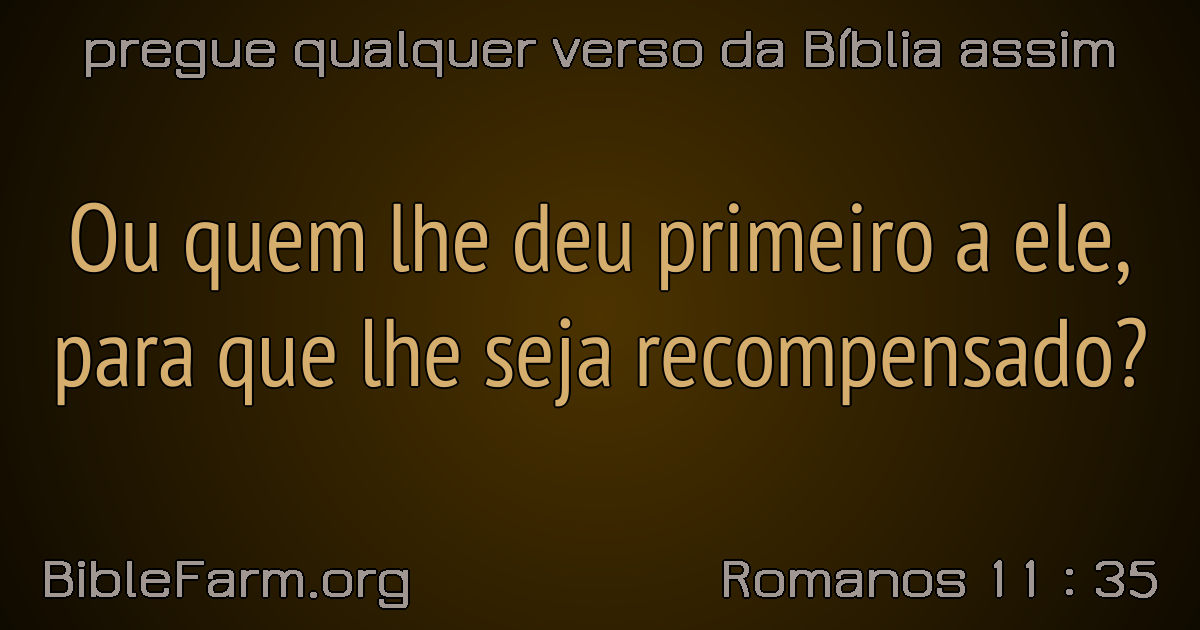 pregue qualquer verso da Bíblia assim
Ou quem lhe deu primeiro a ele,
para que lhe seja recompensado?
BibleFarm.org
Romanos 11 : 35